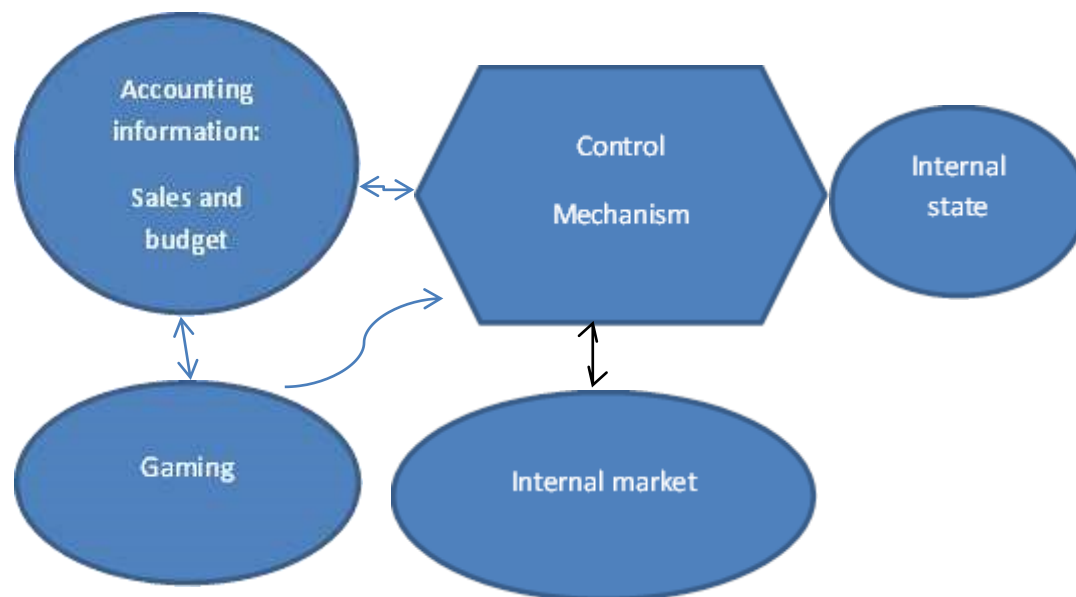 Accounting
information:
Sales and
budget
Control
Mechanism
Internal
state
Gaming
Internal market